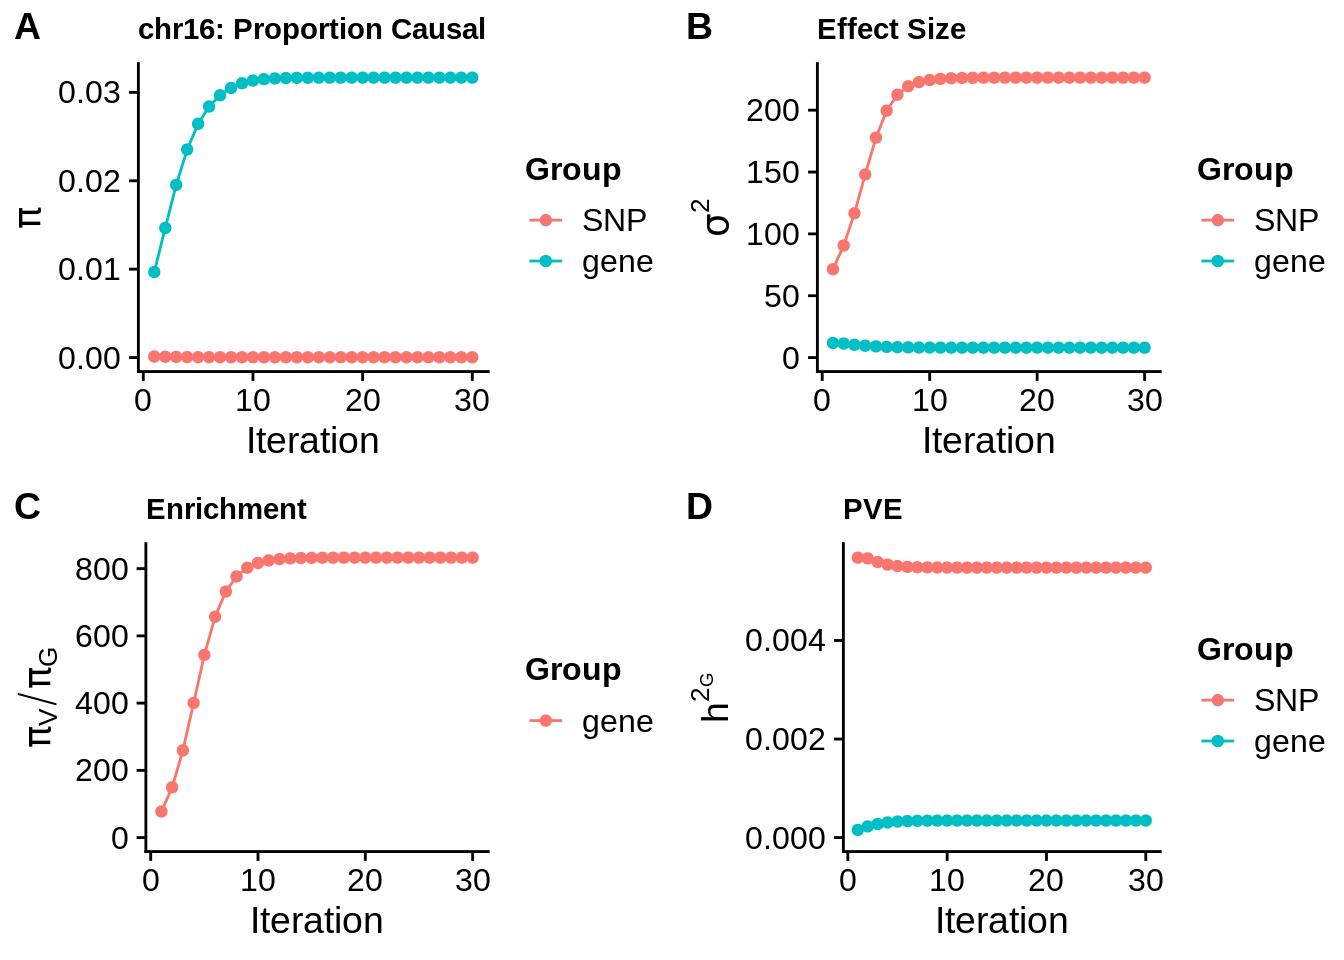 A
chr16: Proportion Causal
π
0.03
0.02
0.01
0.00
0 10 20 30
Iteration
Group
SNP
gene
B
Effect Size
σ²
200
150
100
50
0
0 10 20 30
Iteration
Group
SNP
gene
C
Enrichment
πV/πG
800
600
400
200
0
0 10 20 30
Iteration
Group
gene
D
PVE
h2G
0.004
0.002
0.000
0 10 20 30
Iteration
Group
SNP
gene